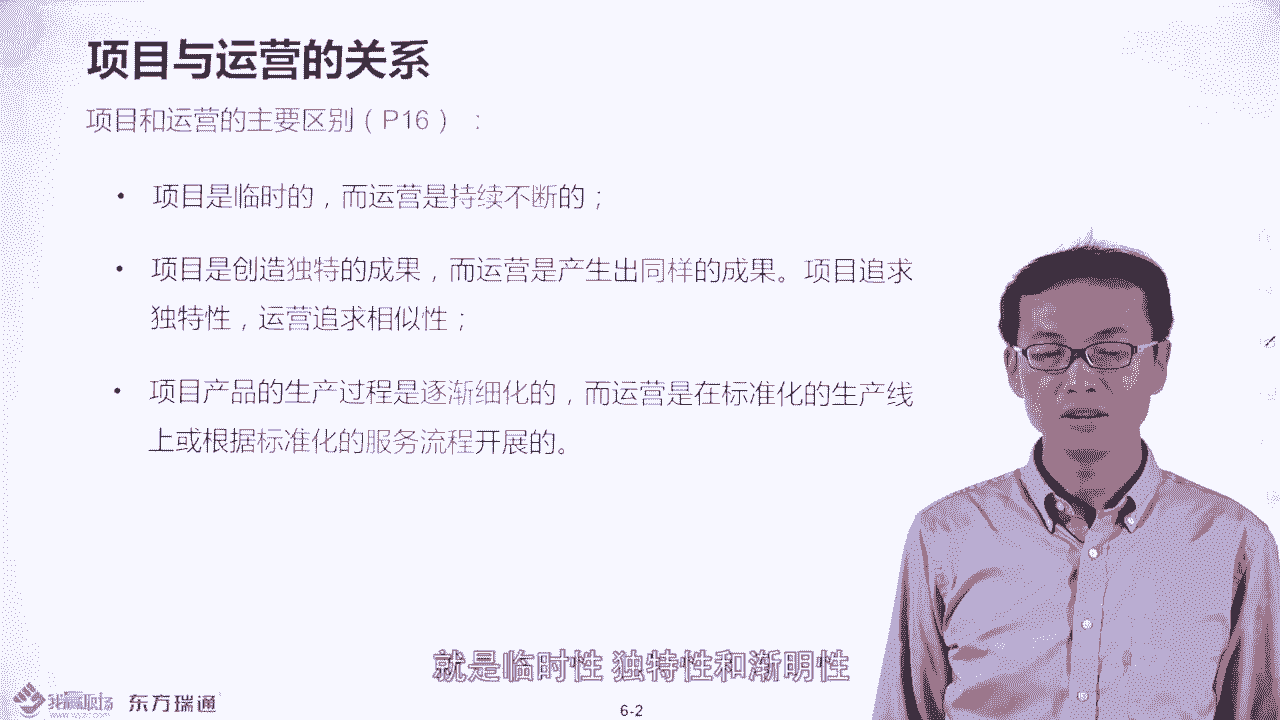 项目与运营的关系
项目和运营的主要区别（P16）：
• 项目是临时的，而运营是持续不断的；
• 项目是创造独特的成果，而运营是产生出同样的成果。项目追求
独特性，运营追求相似性；
• 项目产品的生产过程是逐渐细化的，而运营是在标准化的生产线
上或根据标准化的服务流程开展的。
就是临时性 独特性和渐明性
我赢职场
东方瑞通
6-2